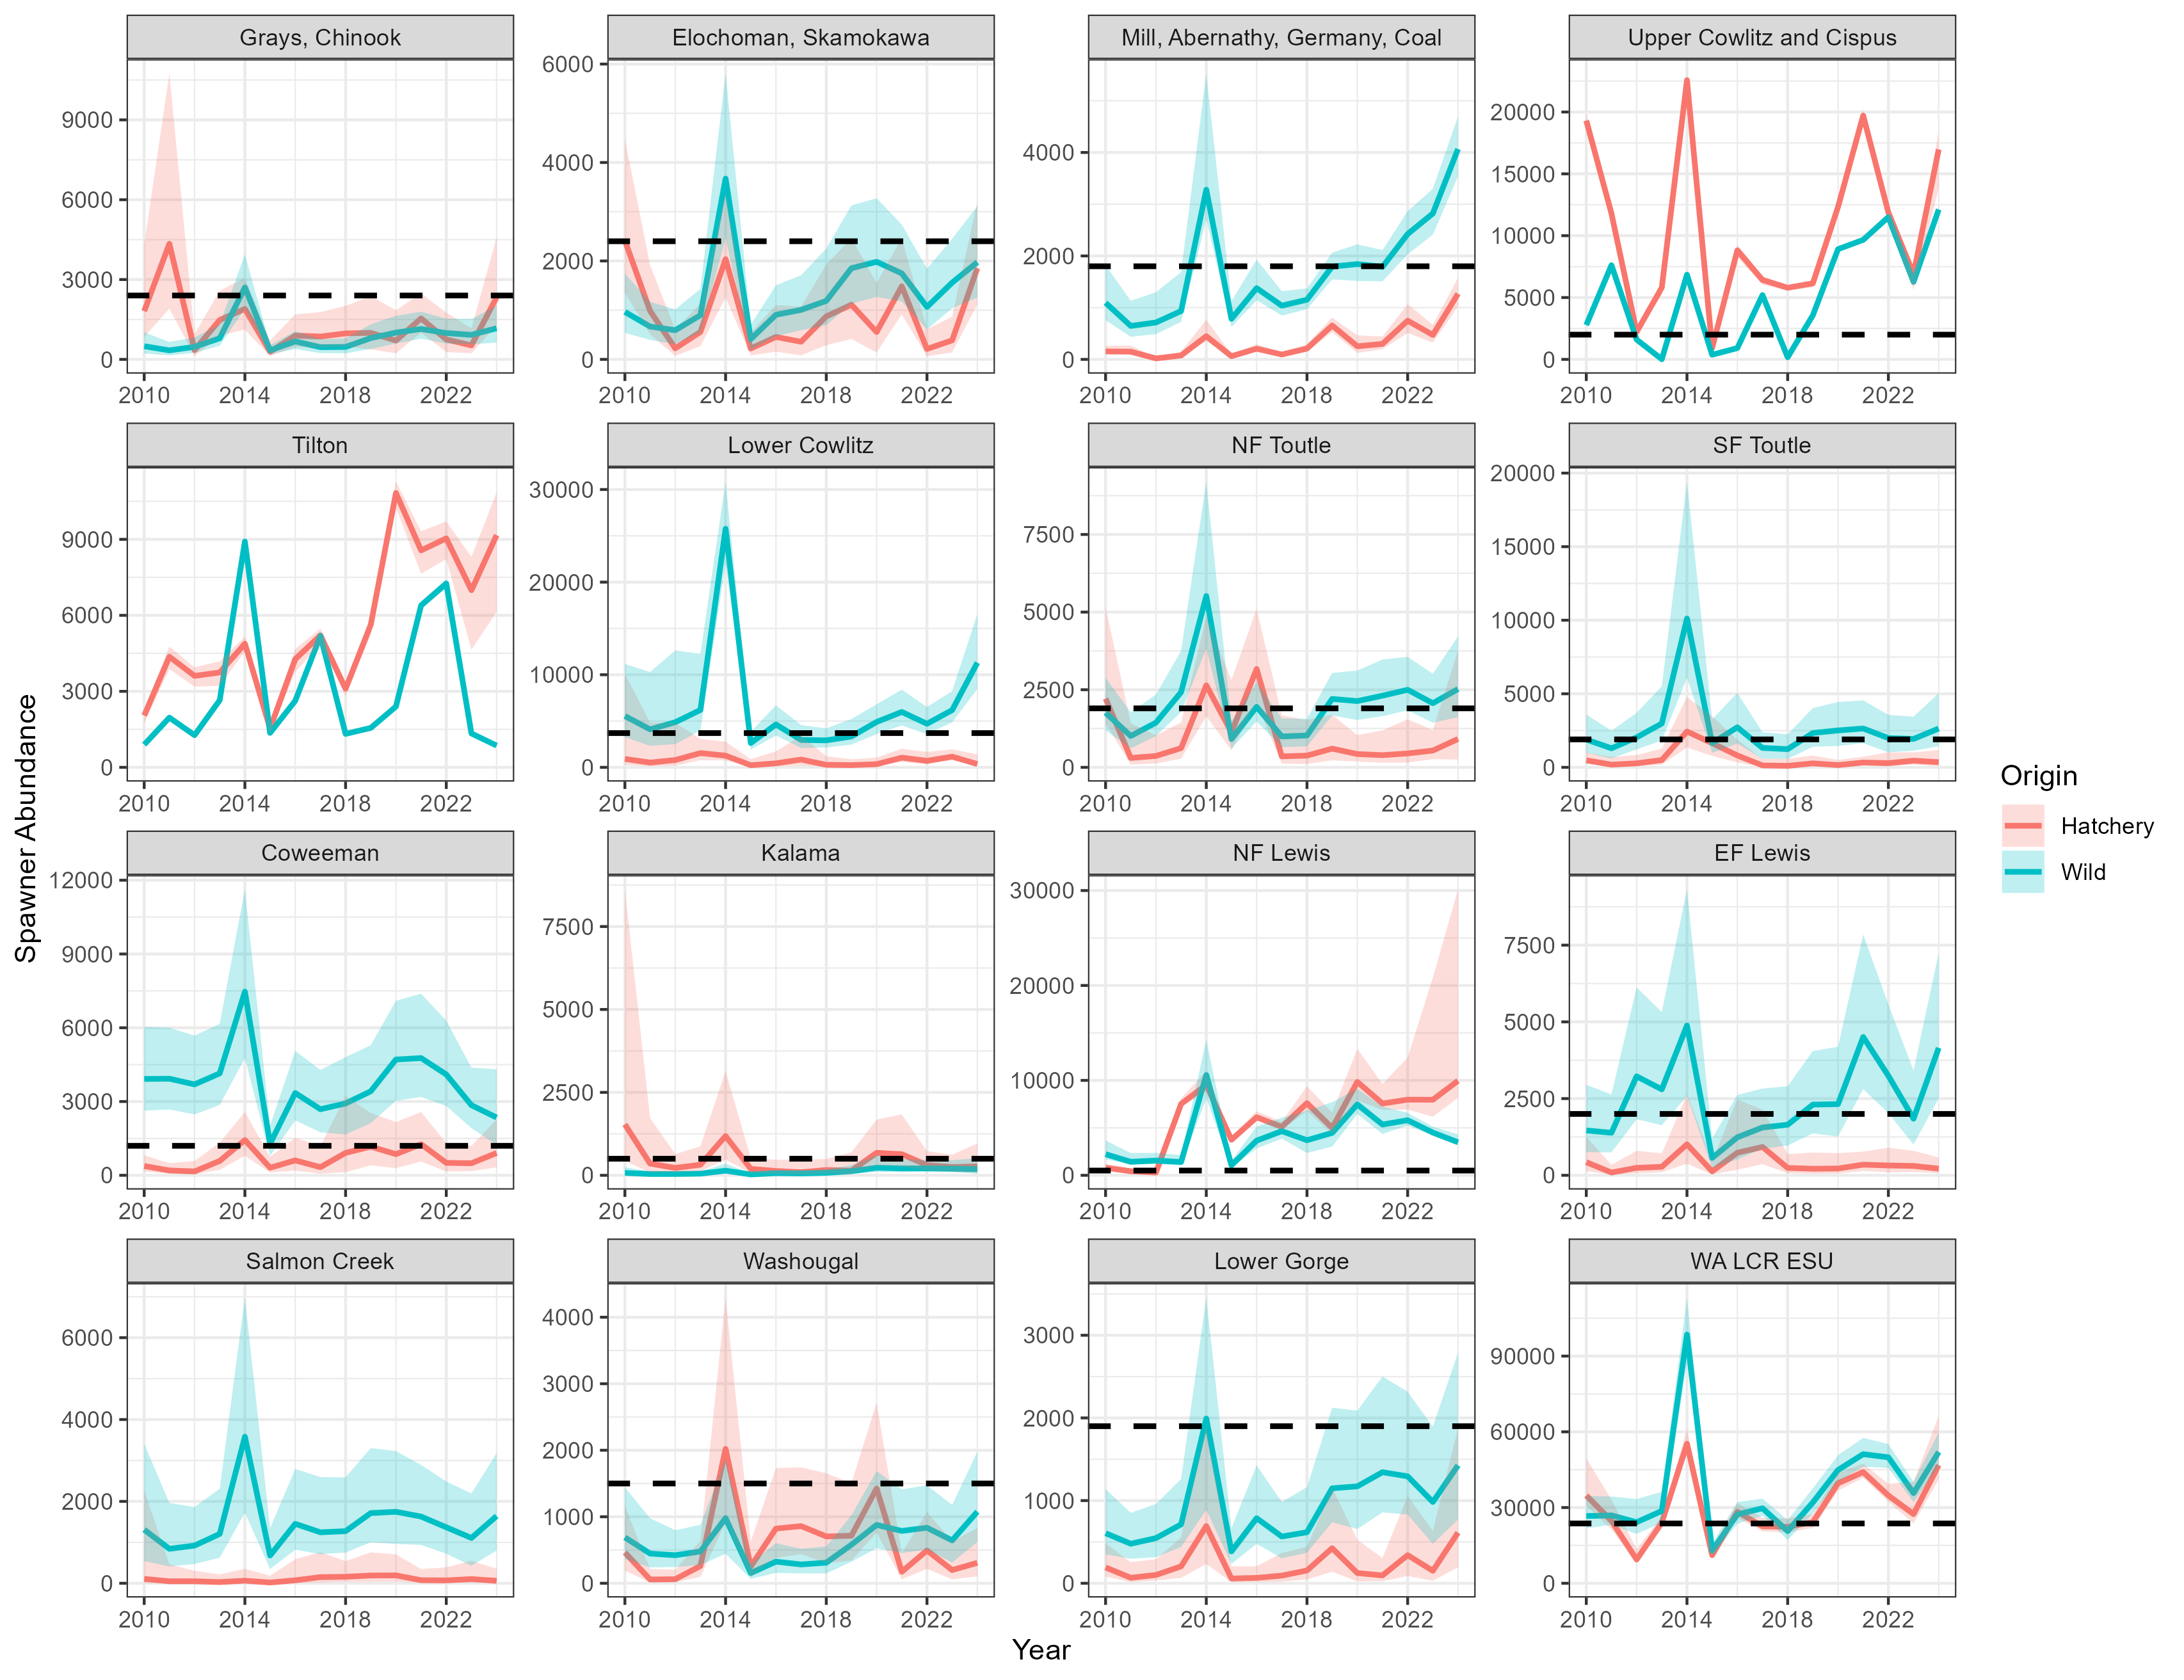 Grays, Chinook
Elochoman, Skamokawa
Mill, Abernathy, Germany, Coal
Upper Cowlitz and Cispus
9000
6000
3000
0
2010 2014 2018 2022
6000
4000
2000
0
2010 2014 2018 2022
4000
2000
0
2010 2014 2018 2022
20000
15000
10000
5000
0
2010 2014 2018 2022
Tilton
Lower Cowlitz
NF Toutle
SF Toutle
9000
6000
3000
0
2010 2014 2018 2022
30000
20000
10000
0
2010 2014 2018 2022
7500
5000
2500
0
2010 2014 2018 2022
20000
15000
10000
5000
0
2010 2014 2018 2022
Coweeman
Kalama
NF Lewis
EF Lewis
12000
9000
6000
3000
0
2010 2014 2018 2022
7500
5000
2500
0
2010 2014 2018 2022
30000
20000
10000
0
2010 2014 2018 2022
7500
5000
2500
0
2010 2014 2018 2022
Salmon Creek
Washougal
Lower Gorge
WA LCR ESU
6000
4000
2000
0
2010 2014 2018 2022
4000
3000
2000
1000
0
2010 2014 2018 2022
3000
2000
1000
0
2010 2014 2018 2022
90000
60000
30000
0
2010 2014 2018 2022
Spawner Abundance
Year
Origin
Hatchery
Wild